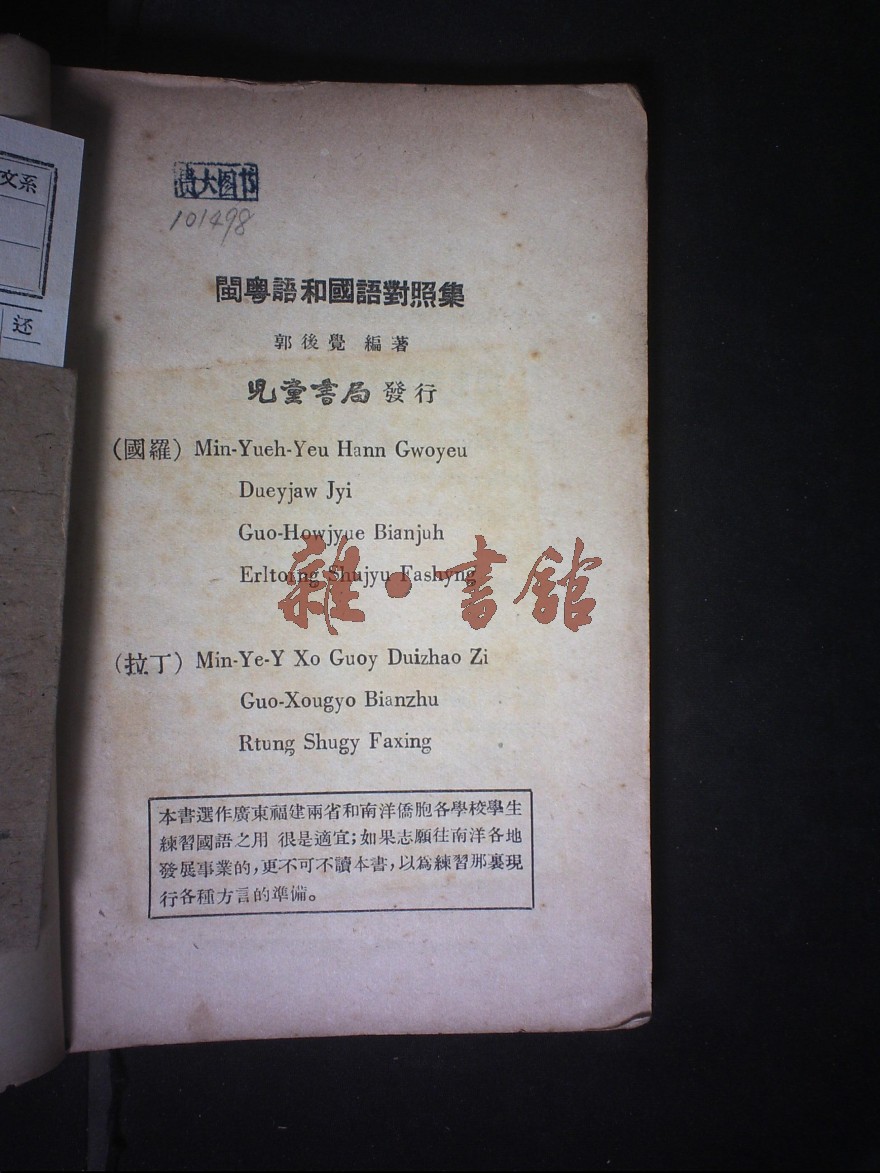 文系
还
贵大图书
101498
閩粵語和國語對照集
郭後覺 編著
兒童書局 發行
(國羅) Min-Yueh-Yeu Hann Gwoyeu
Dueyjaw Jyi
Guo-Howjyue Bianjuh
Erltorng Shujyu Fashyng
雜·書館
(拉丁) Min-Ye-Y Xo Guoy Duizhao Zi
Guo-Xougyo Bianzhu
Rtung Shugy Faxing
本書選作廣東福建兩省和南洋僑胞各學校學生
練習國語之用 很是適宜;如果志願往南洋各地
發展事業的,更不可不讀本書,以爲練習那裏現
行各種方言的準備。